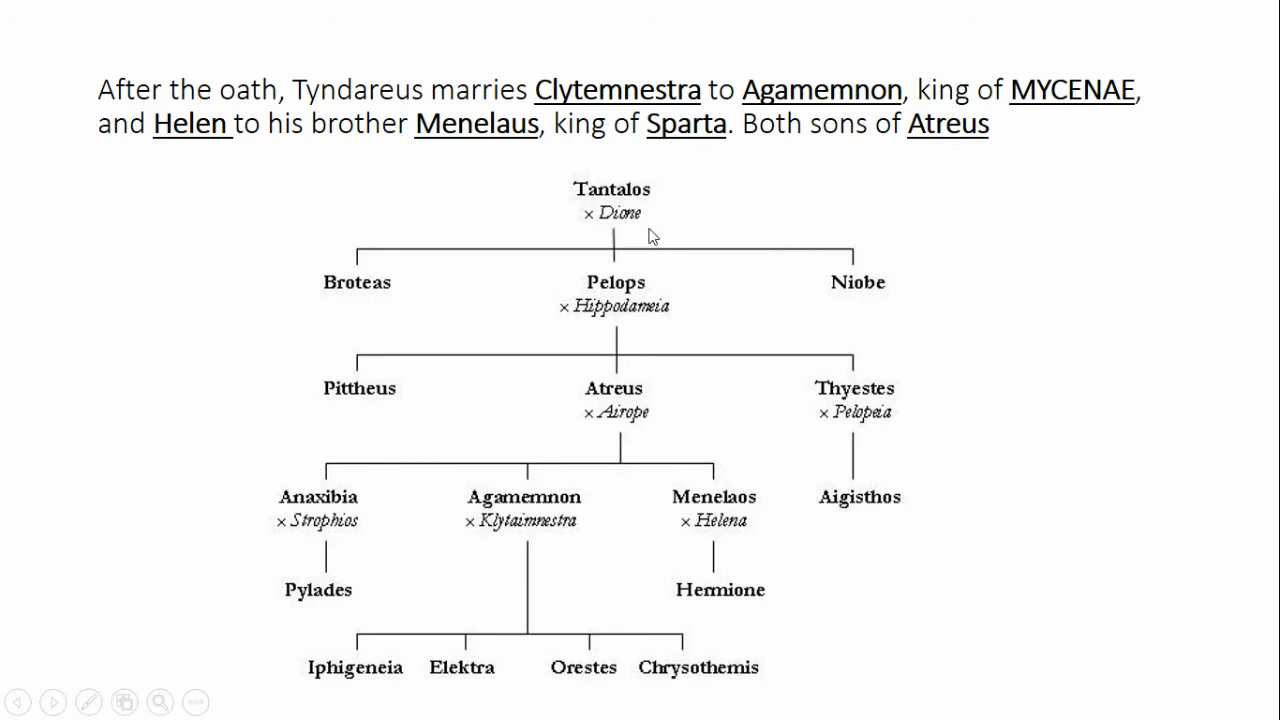 After the oath, Tyndareus marries Clytemnestra to Agamemnon, king of MYCENAE,
and Helen to his brother Menelaus, king of Sparta. Both sons of Atreus
Tantalos
× Dione
Broteas Pelops Niobe
× Hippodameia
Pittheus Atreus Thyestes
× Airope × Pelopeia
Anaxibia Agamemnon Menelaos Aigisthos
× Strophios × Klytaimnestra × Helena
Pylades Hermione
Iphigeneia Elektra Orestes Chrysothemis